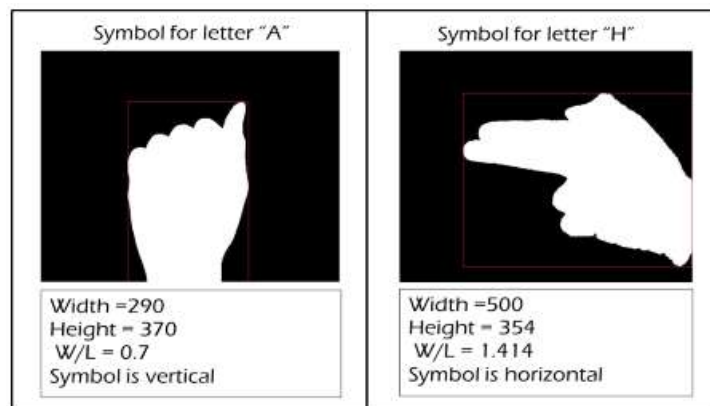 Symbol for letter “A”
Width =290
Height = 370
W/L = 0.7
Symbol is vertical
Symbol for letter “H”
Width =500
Height = 354
W/L = 1.414
Symbol is horizontal